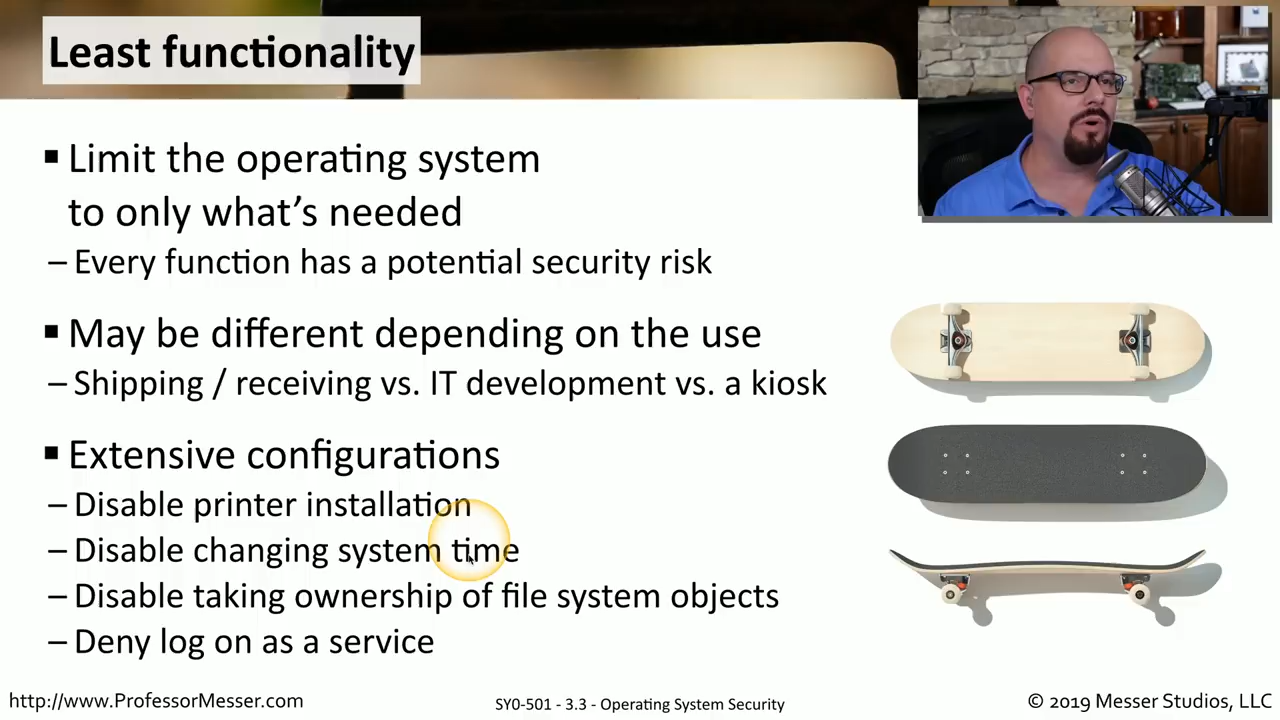 Least functionality
▪ Limit the operating system
to only what's needed
– Every function has a potential security risk
▪ May be different depending on the use
– Shipping / receiving vs. IT development vs. a kiosk
▪ Extensive configurations
– Disable printer installation
– Disable changing system time
– Disable taking ownership of file system objects
– Deny log on as a service
http://www.ProfessorMesser.com
SY0-501 - 3.3 - Operating System Security
© 2019 Messer Studios, LLC